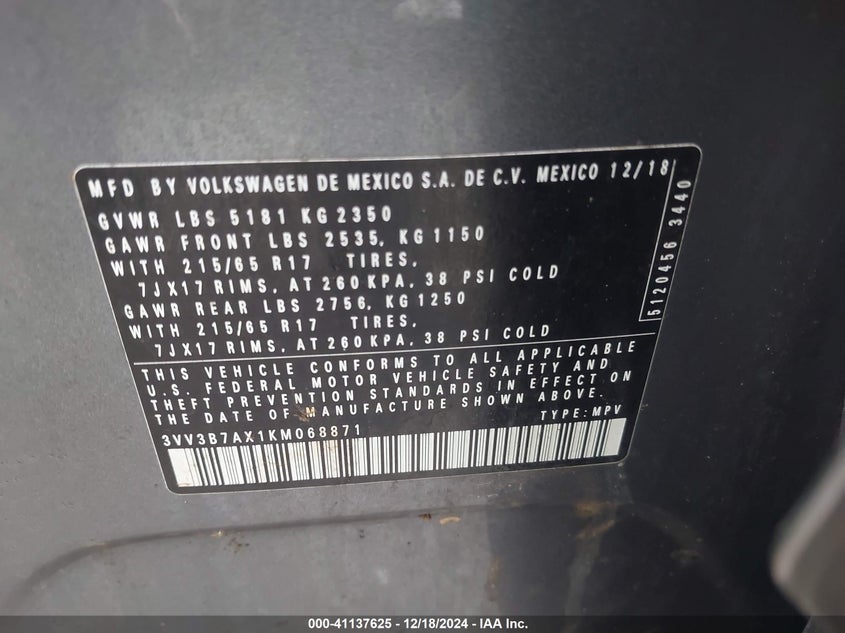 MFD BY VOLKSWAGEN DE MEXICO S.A. DE C.V. MEXICO 12/18
GVWR LBS 5181 KG 2350
GAWR FRONT LBS 2535, KG 1150
WITH 215/65 R17 TIRES,
7JX17 RIMS, AT 260 KPA, 38 PSI COLD
GAWR REAR LBS 2756, KG 1250
WITH 215/65 R17 TIRES,
7JX17 RIMS, AT 260 KPA, 38 PSI COLD
5120456 3440
THIS VEHICLE CONFORMS TO ALL APPLICABLE
U.S. FEDERAL MOTOR VEHICLE SAFETY AND
THEFT PREVENTION STANDARDS IN EFFECT ON
THE DATE OF MANUFACTURE SHOWN ABOVE.
3VV3B7AX1KM068871 TYPE: MPV
000-41137625 - 12/18/2024 - IAA Inc.